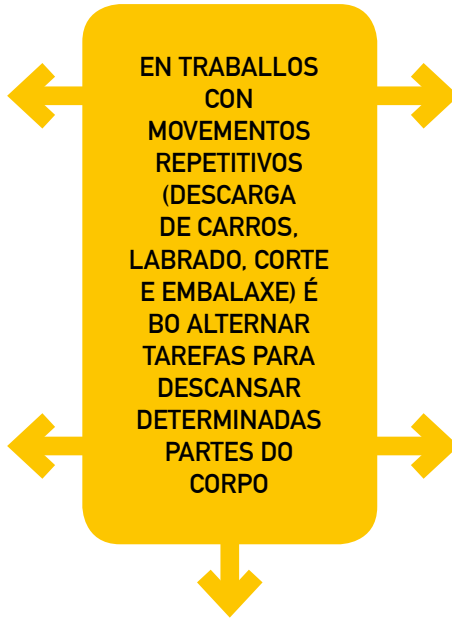 EN TRABALLOS
CON
MOVEMENTOS
REPETITIVOS
(DESCARGA
DE CARROS,
LABRADO, CORTE
E EMBALAXE) É
BO ALTERNAR
TAREFAS PARA
DESCANSAR
DETERMINADAS
PARTES DO
CORPO